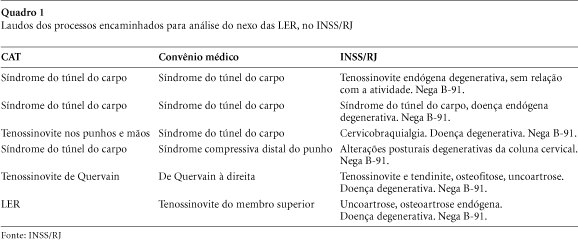 Quadro 1
Laudos dos processos encaminhados para análise do nexo das LER, no INSS/RJ
CAT Convênio médico INSS/RJ
Síndrome do túnel do carpo Síndrome do túnel do carpo Tenossinovite endógena degenerativa, sem relação
com a atividade. Nega B-91.
Síndrome do túnel do carpo Síndrome do túnel do carpo Síndrome do túnel do carpo, doença endógena
degenerativa. Nega B-91.
Tenossinovite nos punhos e mãos Síndrome do túnel do carpo Cervicobraquialgia. Doença degenerativa. Nega B-91.
Síndrome do túnel do carpo Síndrome compressiva distal do punho Alterações posturais degenerativas da coluna cervical.
Nega B-91.
Tenossinovite de Quervain De Quervain à direita Tenossinovite e tendinite, osteofitose, uncoartrose.
Doença degenerativa. Nega B-91.
LER Tenossinovite do membro superior Uncoartrose, osteoartrose endógena.
Doença degenerativa. Nega B-91.
Fonte: INSS/RJ